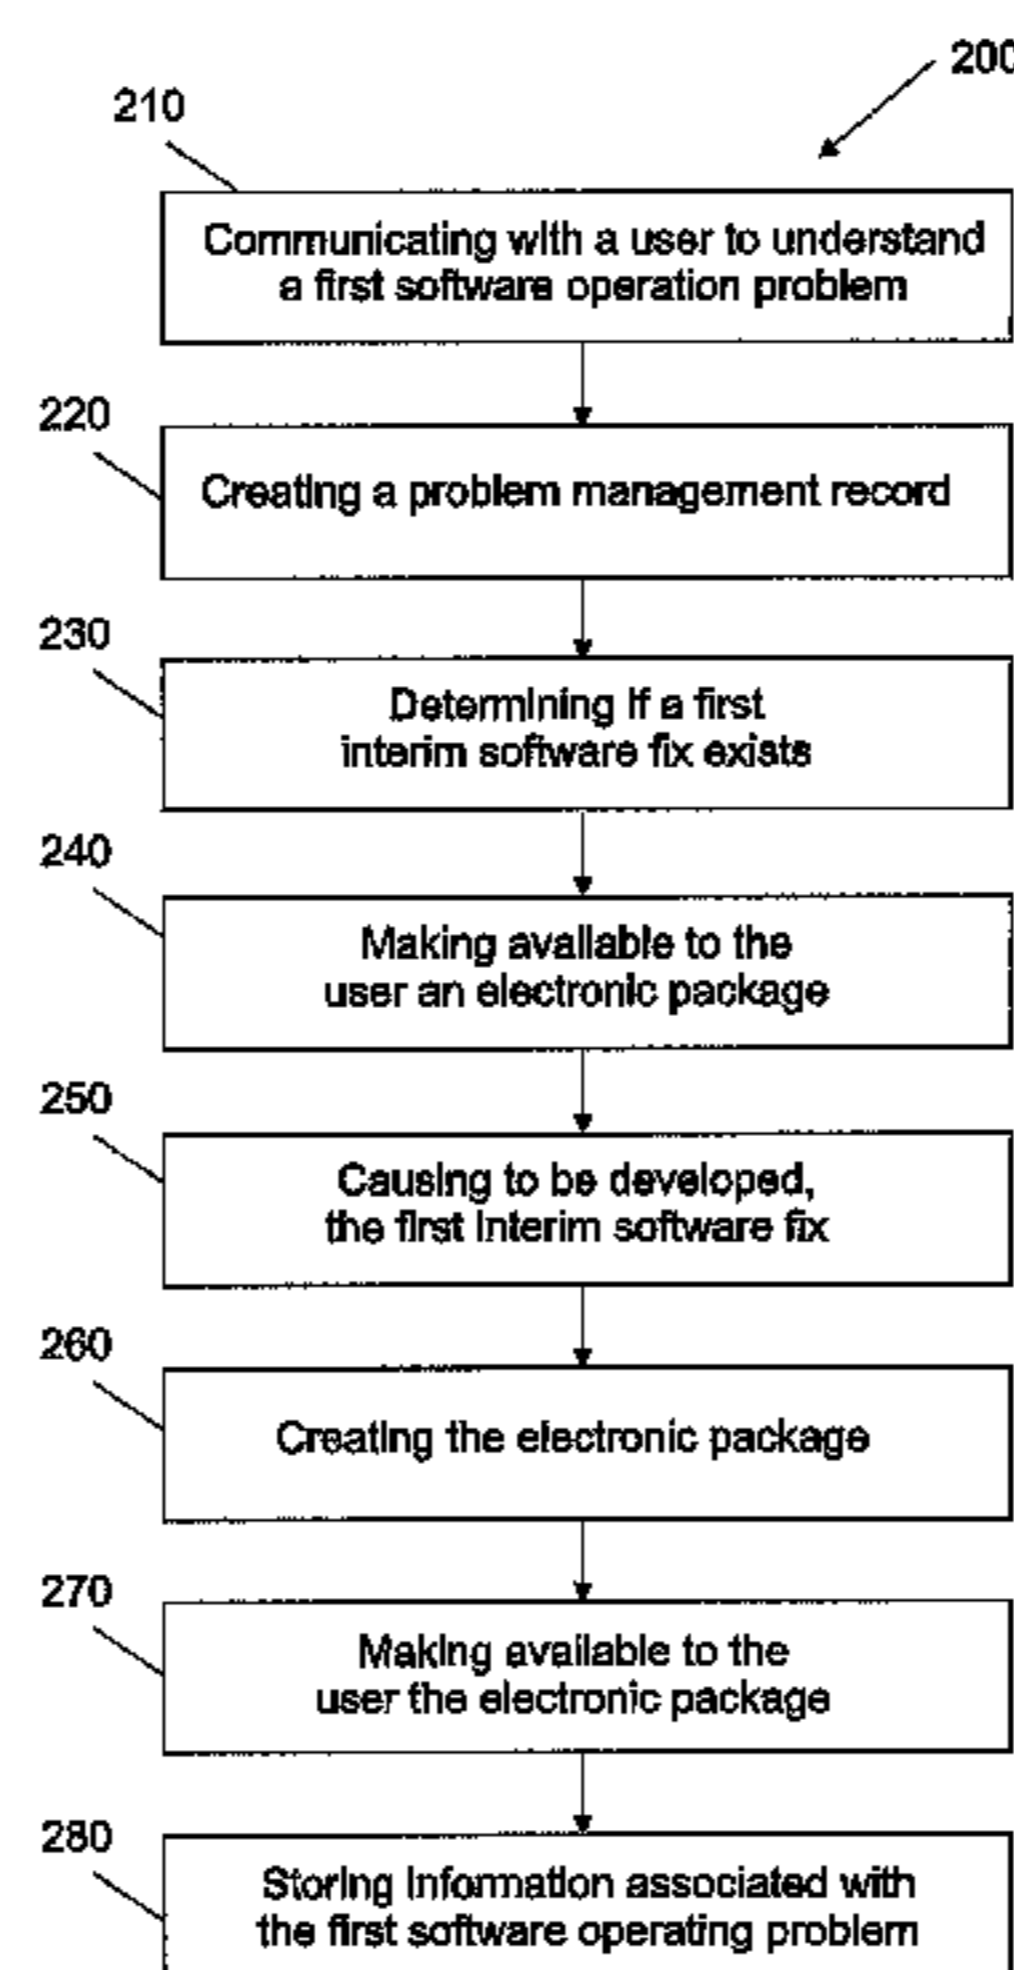 200
210
Communicating with a user to understand
a first software operation problem
220
Creating a problem management record
230
Determining if a first
interim software fix exists
240
Making available to the
user an electronic package
250
Causing to be developed,
the first interim software fix
260
Creating the electronic package
270
Making available to the
user the electronic package
280
Storing information associated with
the first software operating problem